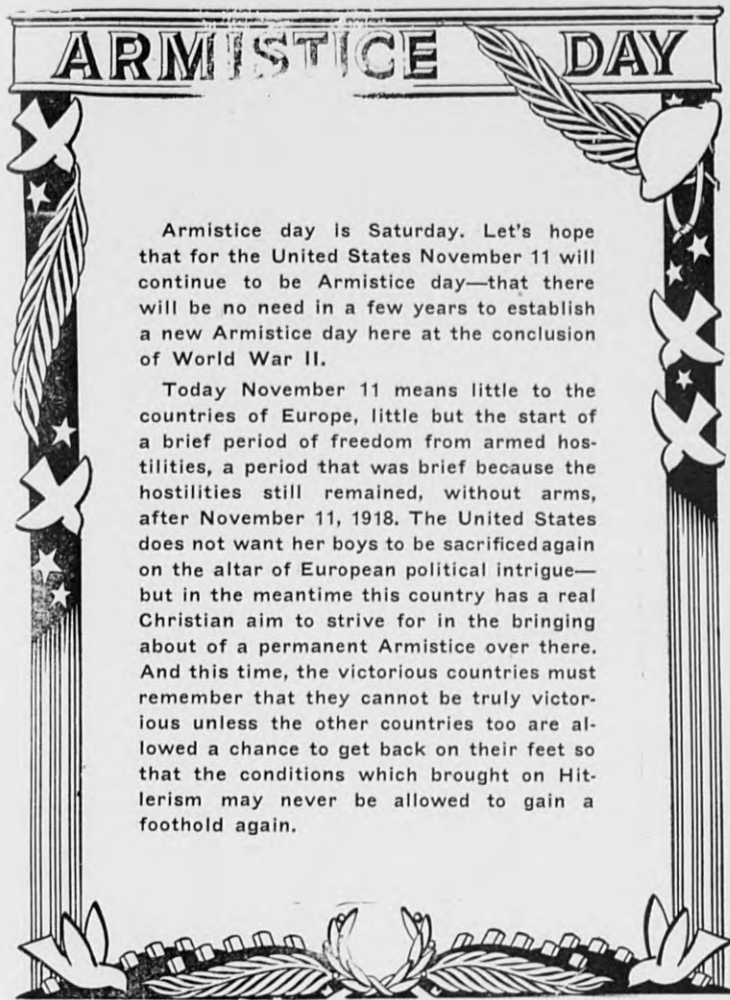 ARMISTICE DAY
Armistice day is Saturday. Let's hope
that for the United States November 11 will
continue to be Armistice day—that there
will be no need in a few years to establish
a new Armistice day here at the conclusion
of World War II.
Today November 11 means little to the
countries of Europe, little but the start of
a brief period of freedom from armed hos-
tilities, a period that was brief because the
hostilities still remained, without arms,
after November 11, 1918. The United States
does not want her boys to be sacrificed again
on the altar of European political intrigue—
but in the meantime this country has a real
Christian aim to strive for in the bringing
about of a permanent Armistice over there.
And this time, the victorious countries must
remember that they cannot be truly victor-
ious unless the other countries too are al-
lowed a chance to get back on their feet so
that the conditions which brought on Hit-
lerism may never be allowed to gain a
foothold again.